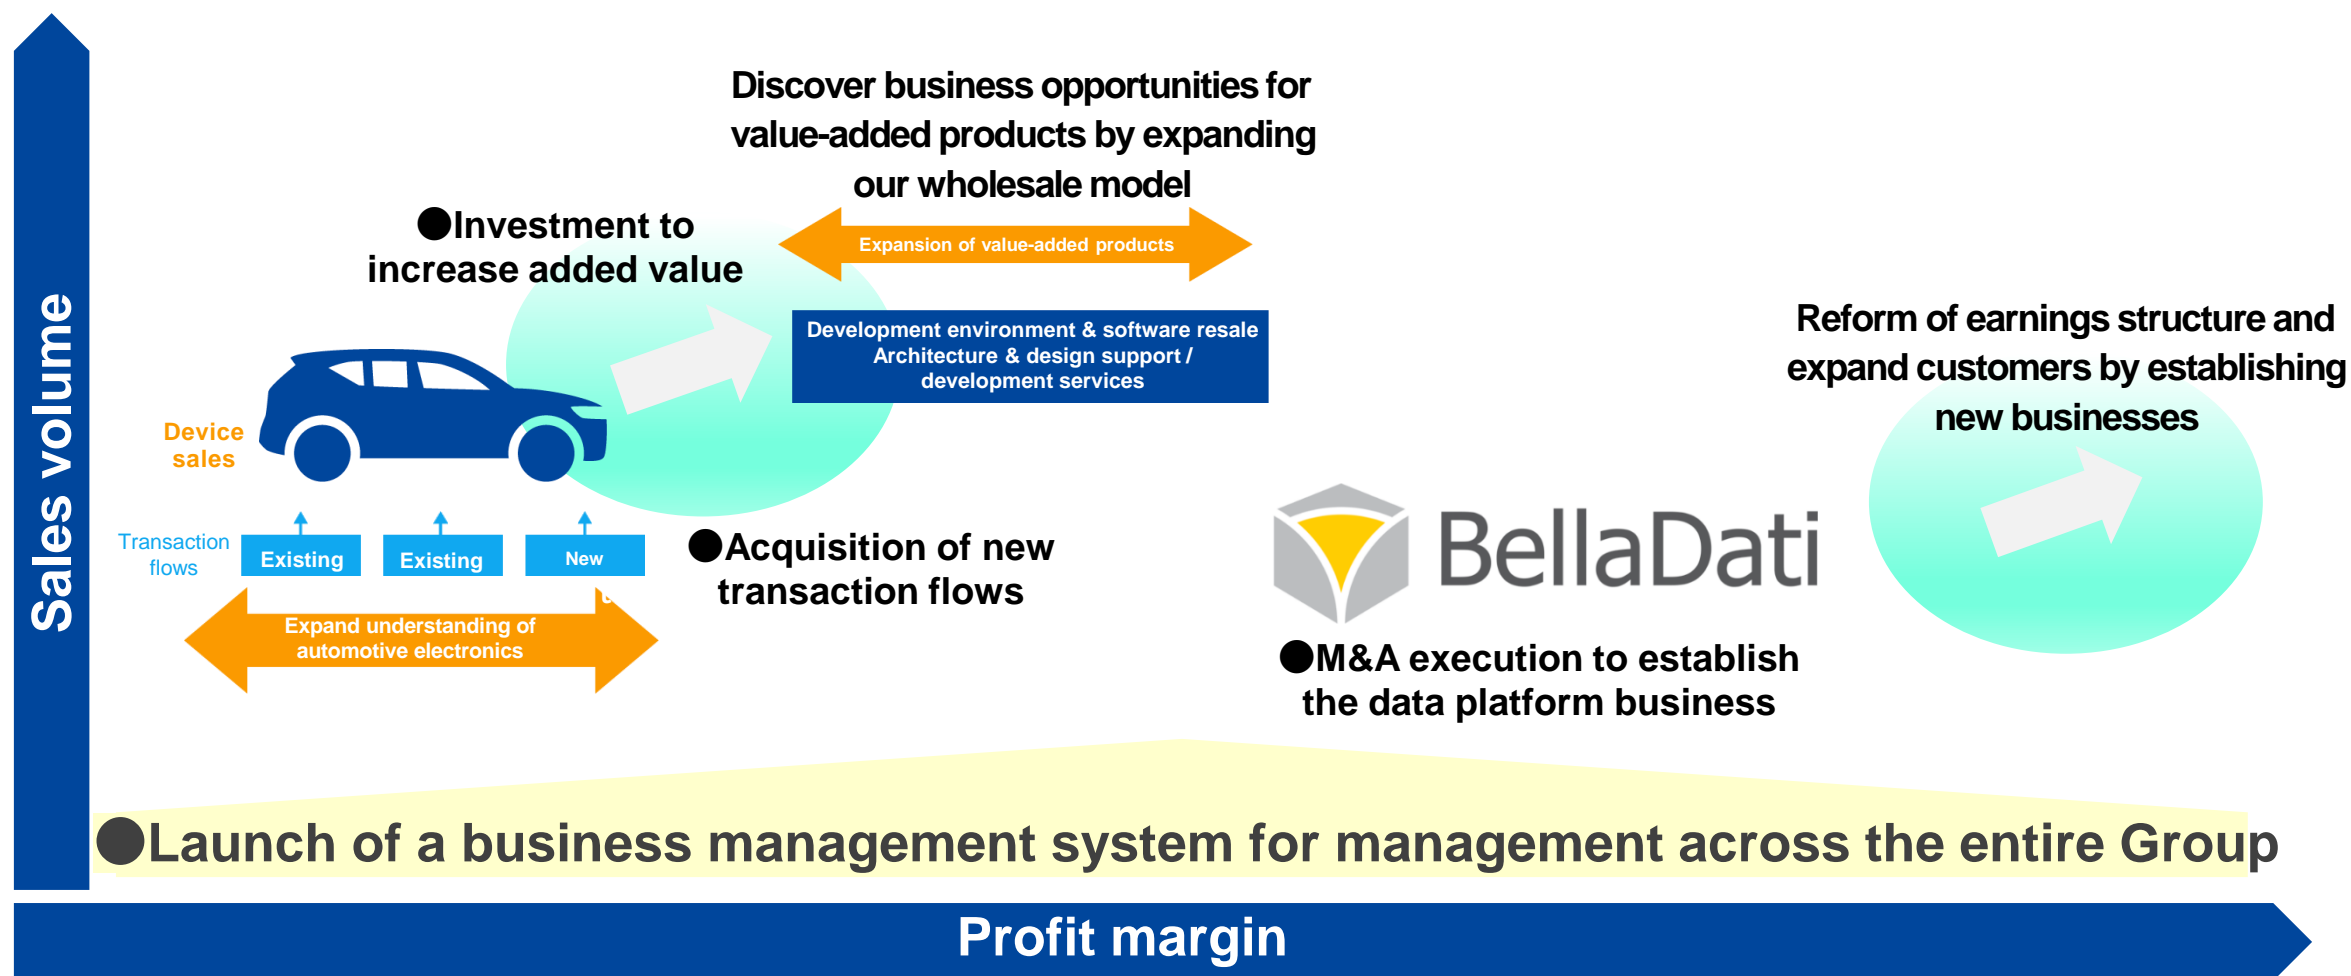 Sales volume
Discover business opportunities for
value-added products by expanding
our wholesale model
●Investment to
increase added value
Expansion of value-added products
Development environment & software resale
Architecture & design support /
development services
Device
sales
Transaction
flows
Existing
Existing
New
●Acquisition of new
transaction flows
Expand understanding of
automotive electronics
BellaDati
●M&A execution to establish
the data platform business
Reform of earnings structure and
expand customers by establishing
new businesses
●Launch of a business management system for management across the entire Group
Profit margin